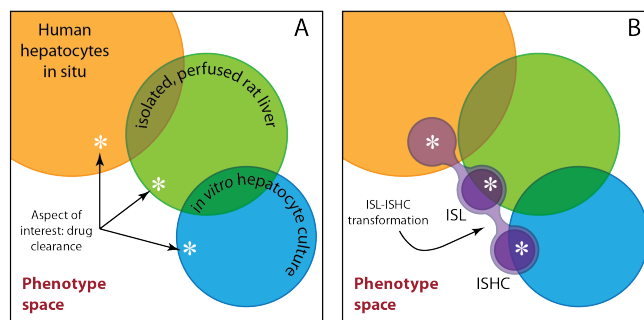 A
Human
hepatocytes
in situ
isolated, perfused rat liver
in vitro hepatocyte culture
* * *
Aspect of
interest: drug
clearance
Phenotype
space
B
* * *
ISL
ISL-ISHC
transformation
ISHC
Phenotype
space